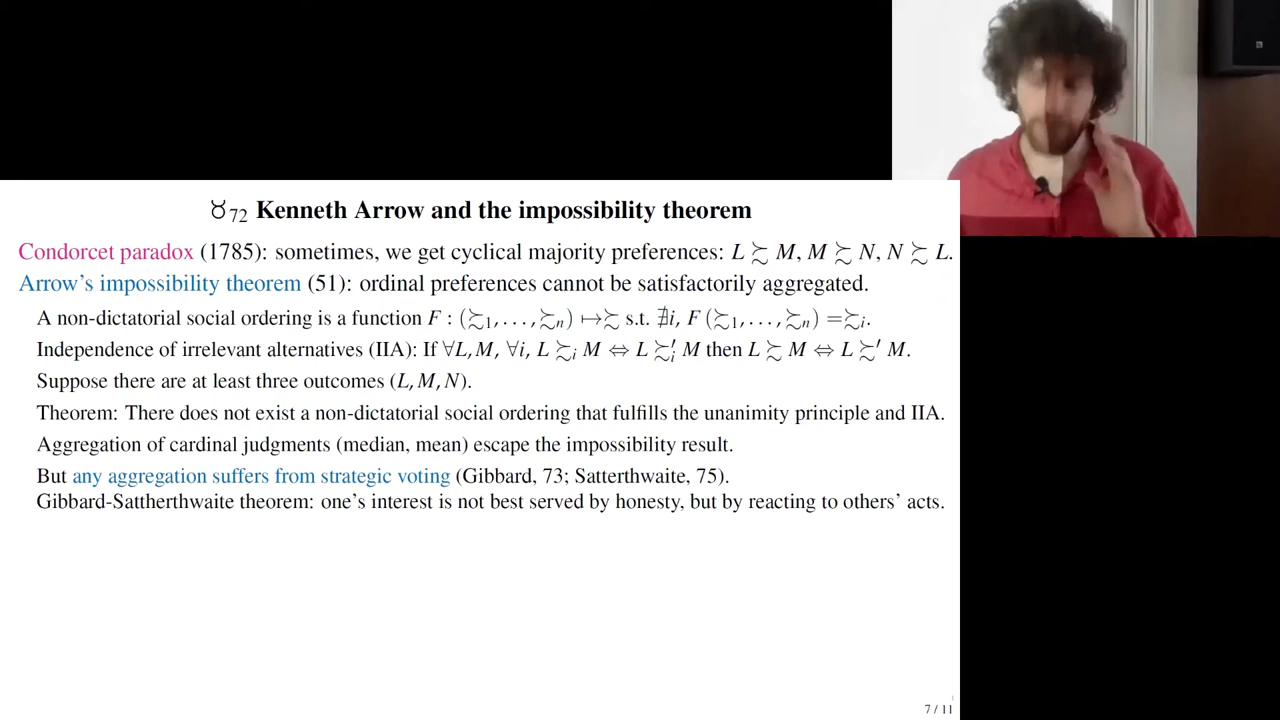 ♉72 Kenneth Arrow and the impossibility theorem
Condorcet paradox (1785): sometimes, we get cyclical majority preferences: L ≿ M, M ≿ N, N ≿ L.
Arrow's impossibility theorem (51): ordinal preferences cannot be satisfactorily aggregated.
A non-dictatorial social ordering is a function F : (≿₁, …, ≿ₙ) ↦ ≿ s.t. ∄i, F (≿₁, …, ≿ₙ) = ≿ᵢ.
Independence of irrelevant alternatives (IIA): If ∀L, M, ∀i, L ≿ᵢ M ⇔ L ≿′ᵢ M then L ≿ M ⇔ L ≿′ M.
Suppose there are at least three outcomes (L, M, N).
Theorem: There does not exist a non-dictatorial social ordering that fulfills the unanimity principle and IIA.
Aggregation of cardinal judgments (median, mean) escape the impossibility result.
But any aggregation suffers from strategic voting (Gibbard, 73; Satterthwaite, 75).
Gibbard-Sattherthwaite theorem: one's interest is not best served by honesty, but by reacting to others' acts.
7 / 11